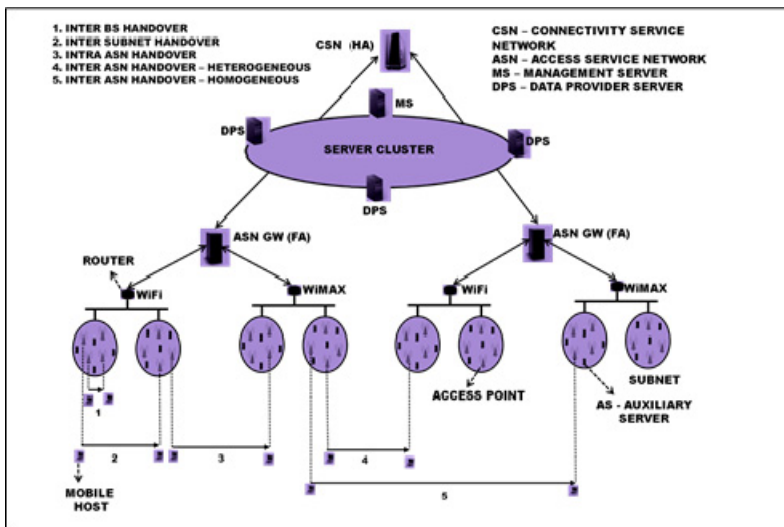 1. INTER BS HANDOVER
2. INTER SUBNET HANDOVER
3. INTRA ASN HANDOVER
4. INTER ASN HANDOVER – HETEROGENEOUS
5. INTER ASN HANDOVER – HOMOGENEOUS
CSN (HA)
CSN – CONNECTIVITY SERVICE
NETWORK
ASN – ACCESS SERVICE NETWORK
MS – MANAGEMENT SERVER
DPS – DATA PROVIDER SERVER
MS
DPS
SERVER CLUSTER
DPS
DPS
ASN GW (FA)
ASN GW (FA)
ROUTER
WiFi
WiMAX
WiFi
WiMAX
SUBNET
ACCESS POINT
AS - AUXILIARY
SERVER
1
2
3
4
5
MOBILE
HOST